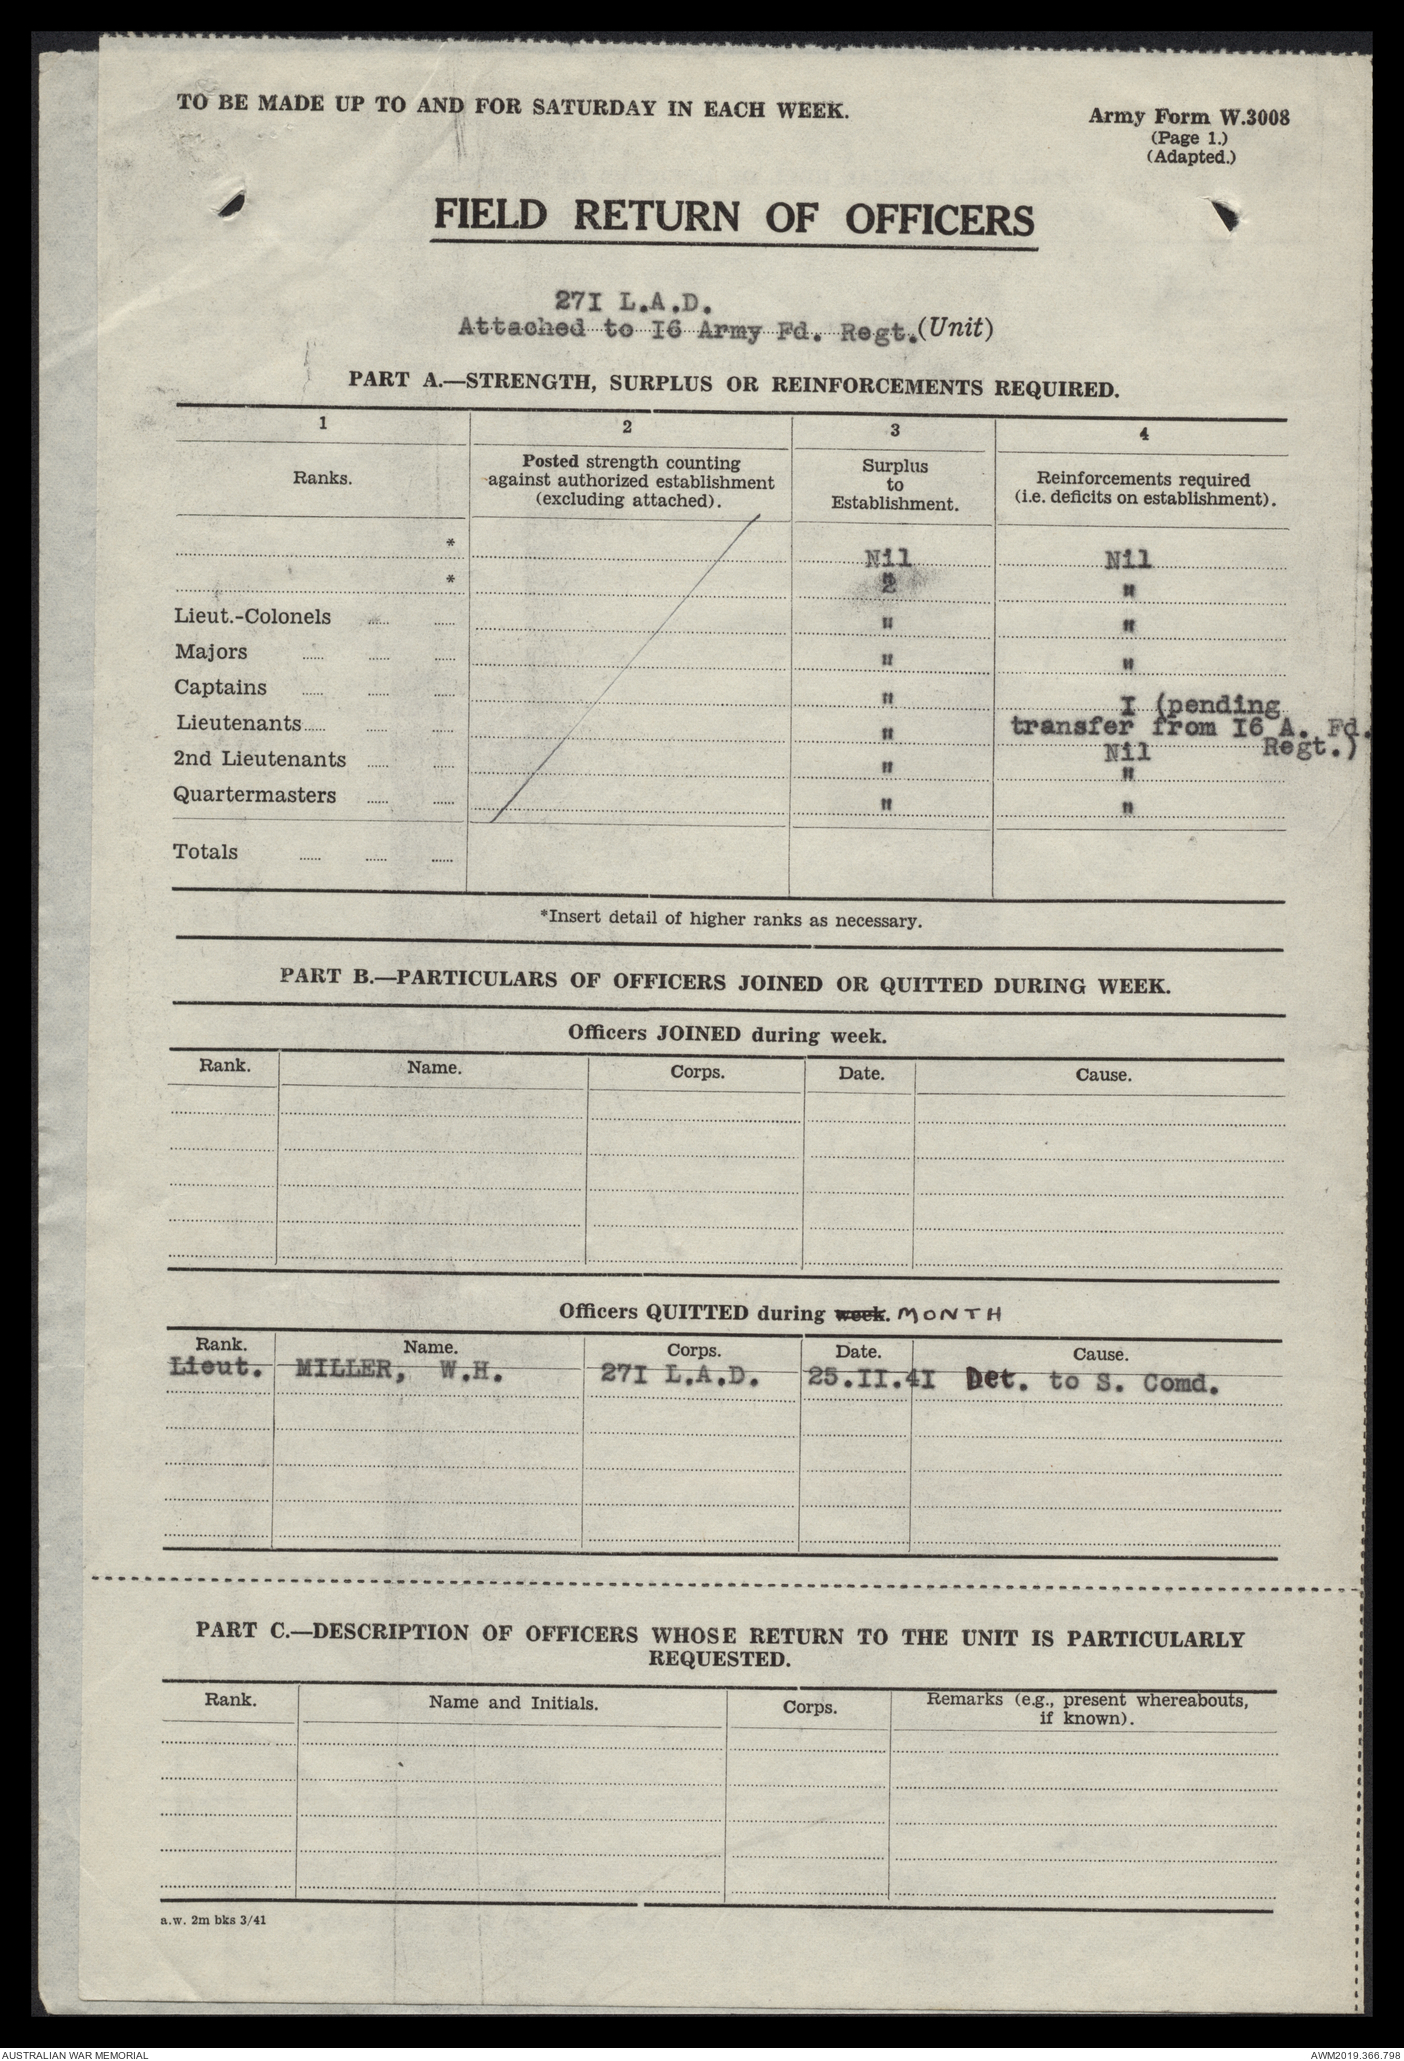 TO BE MADE UP TO AND FOR SATURDAY IN EACH WEEK.
Army Form W.3008
(Page 1.)
(Adapted.)
FIELD RETURN OF OFFICERS
27I L.A.D.
Attached to I6 Army Fd. Regt. (Unit)
PART A.—STRENGTH, SURPLUS OR REINFORCEMENTS REQUIRED.
1 2 3 4
Ranks.
Posted strength counting
against authorized establishment
(excluding attached).
Surplus
to
Establishment.
Reinforcements required
(i.e. deficits on establishment).
* Nil Nil
* " "
Lieut.-Colonels " "
Majors " "
Captains " I (pending
Lieutenants " transfer from I6 A. Fd.
Nil Regt.)
2nd Lieutenants " "
Quartermasters " "
Totals
*Insert detail of higher ranks as necessary.
PART B.—PARTICULARS OF OFFICERS JOINED OR QUITTED DURING WEEK.
Officers JOINED during week.
Rank. Name. Corps. Date. Cause.
Officers QUITTED during week. MONTH
Rank. Name. Corps. Date. Cause.
Lieut. MILLER, W.H. 27I L.A.D. 25.II.4I Det. to S. Comd.
PART C.—DESCRIPTION OF OFFICERS WHOSE RETURN TO THE UNIT IS PARTICULARLY
REQUESTED.
Rank. Name and Initials. Corps. Remarks (e.g., present whereabouts,
if known).
a.w. 2m bks 3/41
AUSTRALIAN WAR MEMORIAL
AWM2019.366.798